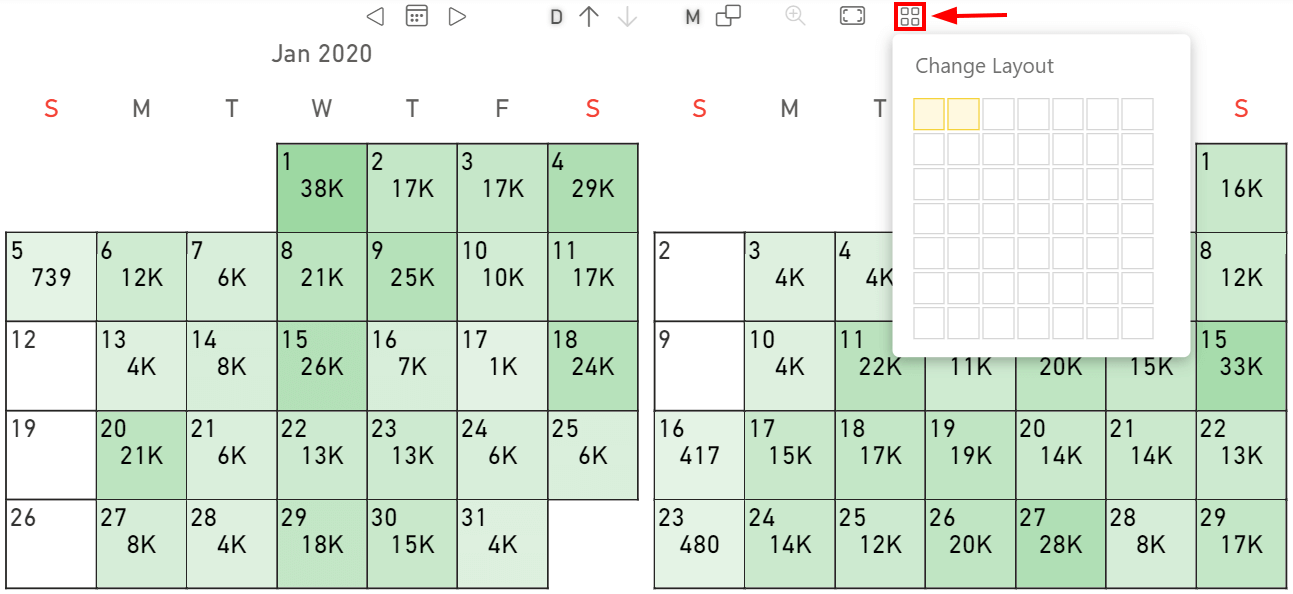 D M
Jan 2020
Change Layout
S M T W T F S S M T S
1 2 3 4 1
38K 17K 17K 29K 16K
5 6 7 8 9 10 11 2 3 4 8
739 12K 6K 21K 25K 10K 17K 4K 4K 12K
12 13 14 15 16 17 18 9 10 11 15
4K 8K 26K 7K 1K 24K 4K 22K 11K 20K 15K 33K
19 20 21 22 23 24 25 16 17 18 19 20 21 22
21K 6K 13K 13K 6K 6K 417 15K 17K 19K 14K 14K 13K
26 27 28 29 30 31 23 24 25 26 27 28 29
8K 4K 18K 15K 4K 480 14K 12K 20K 28K 8K 17K